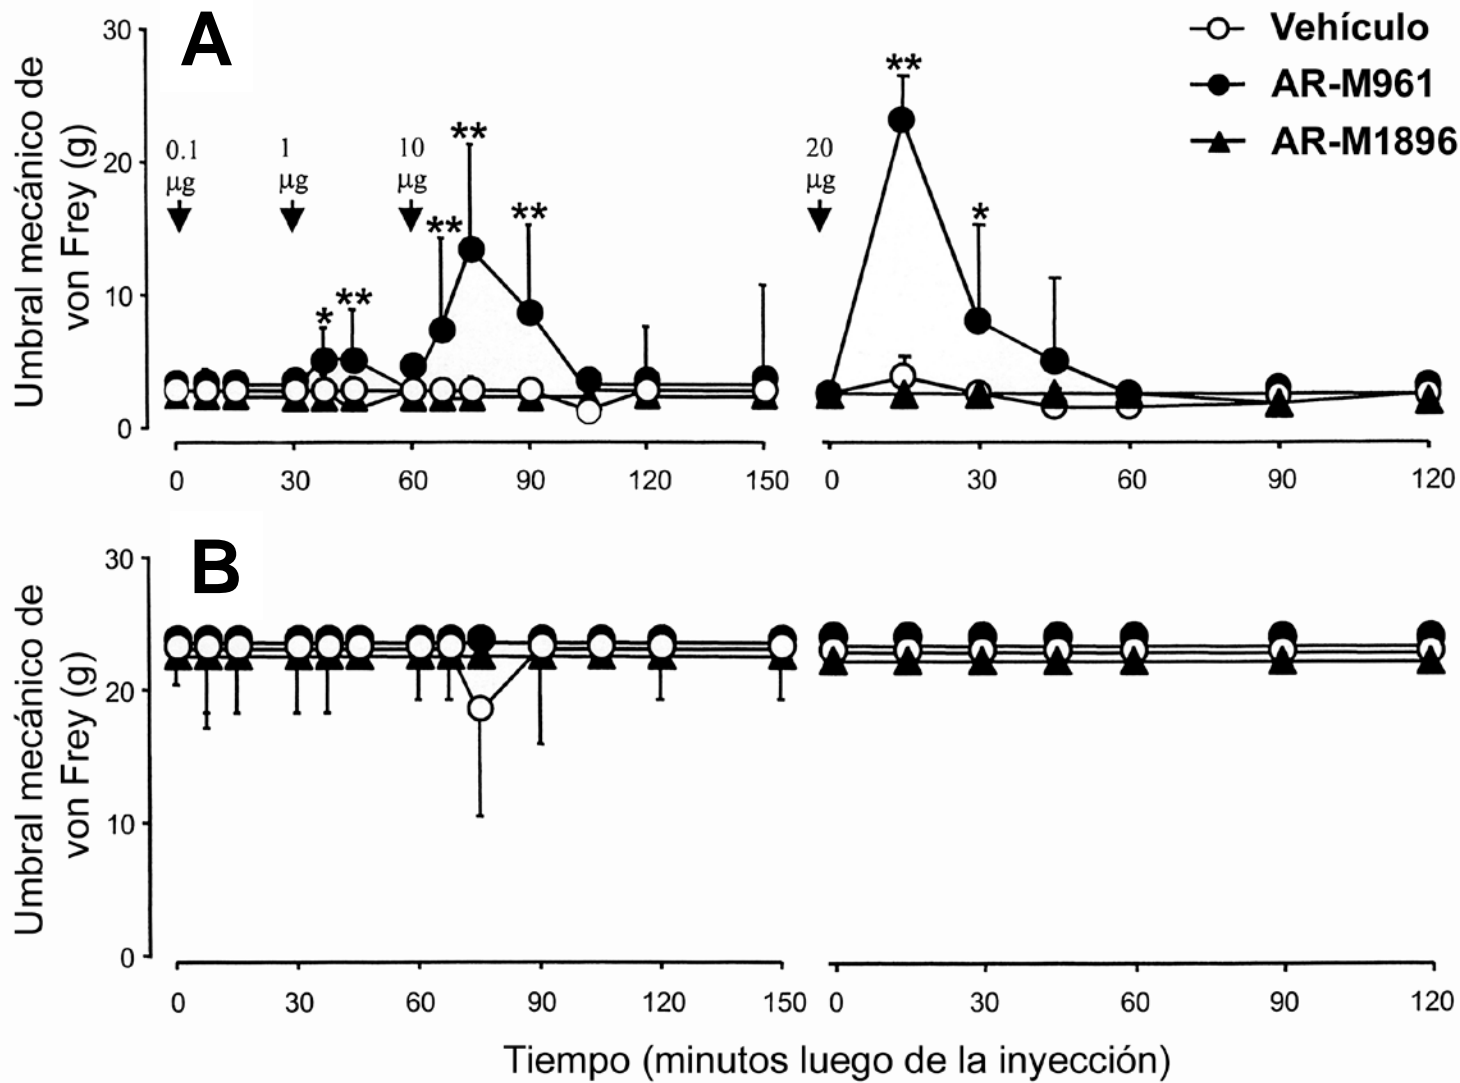 A
Vehículo
AR-M961
AR-M1896
Umbral mecánico de
von Frey (g)
30
20
10
0
0.1
µg
1
µg
10
µg
20
µg
*
**
**
**
**
**
*
0 30 60 90 120 150
0 30 60 90 120
B
Umbral mecánico de
von Frey (g)
30
20
10
0
0 30 60 90 120 150
0 30 60 90 120
Tiempo (minutos luego de la inyección)